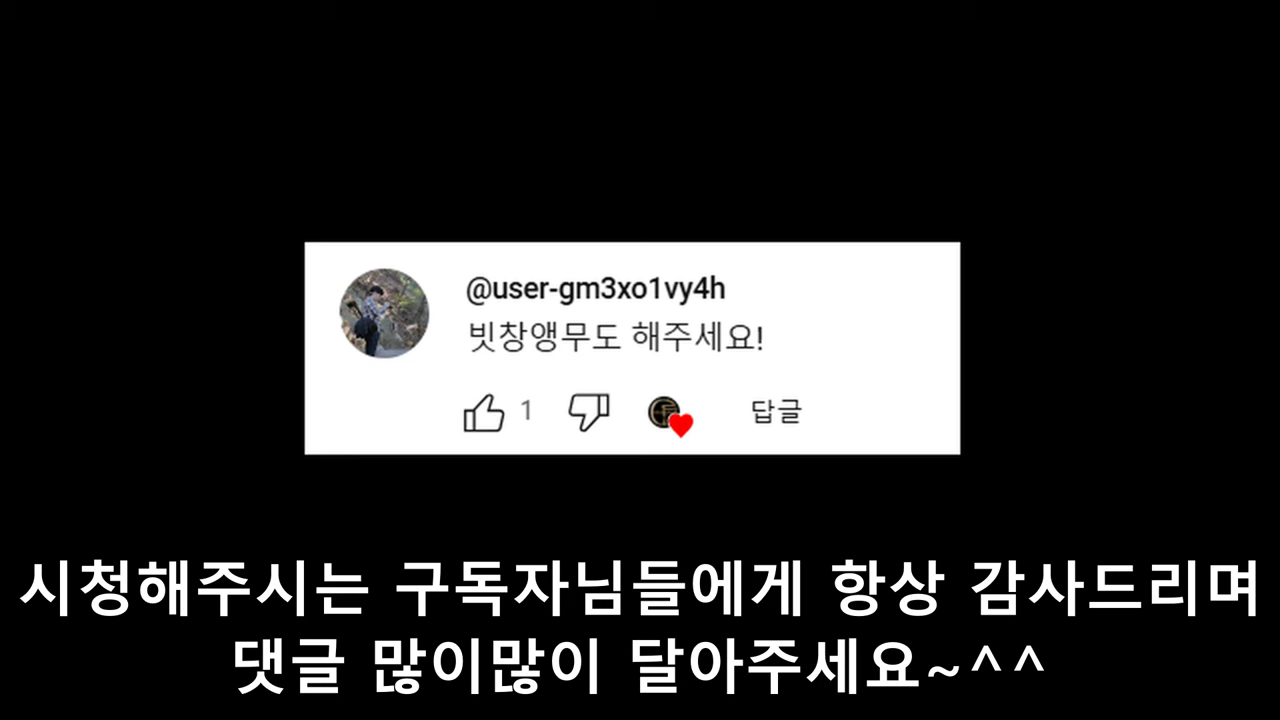 @user-gm3xo1vy4h
빗창앵무도 해주세요!
1 답글
시청해주시는 구독자님들에게 항상 감사드리며
댓글 많이많이 달아주세요~^^